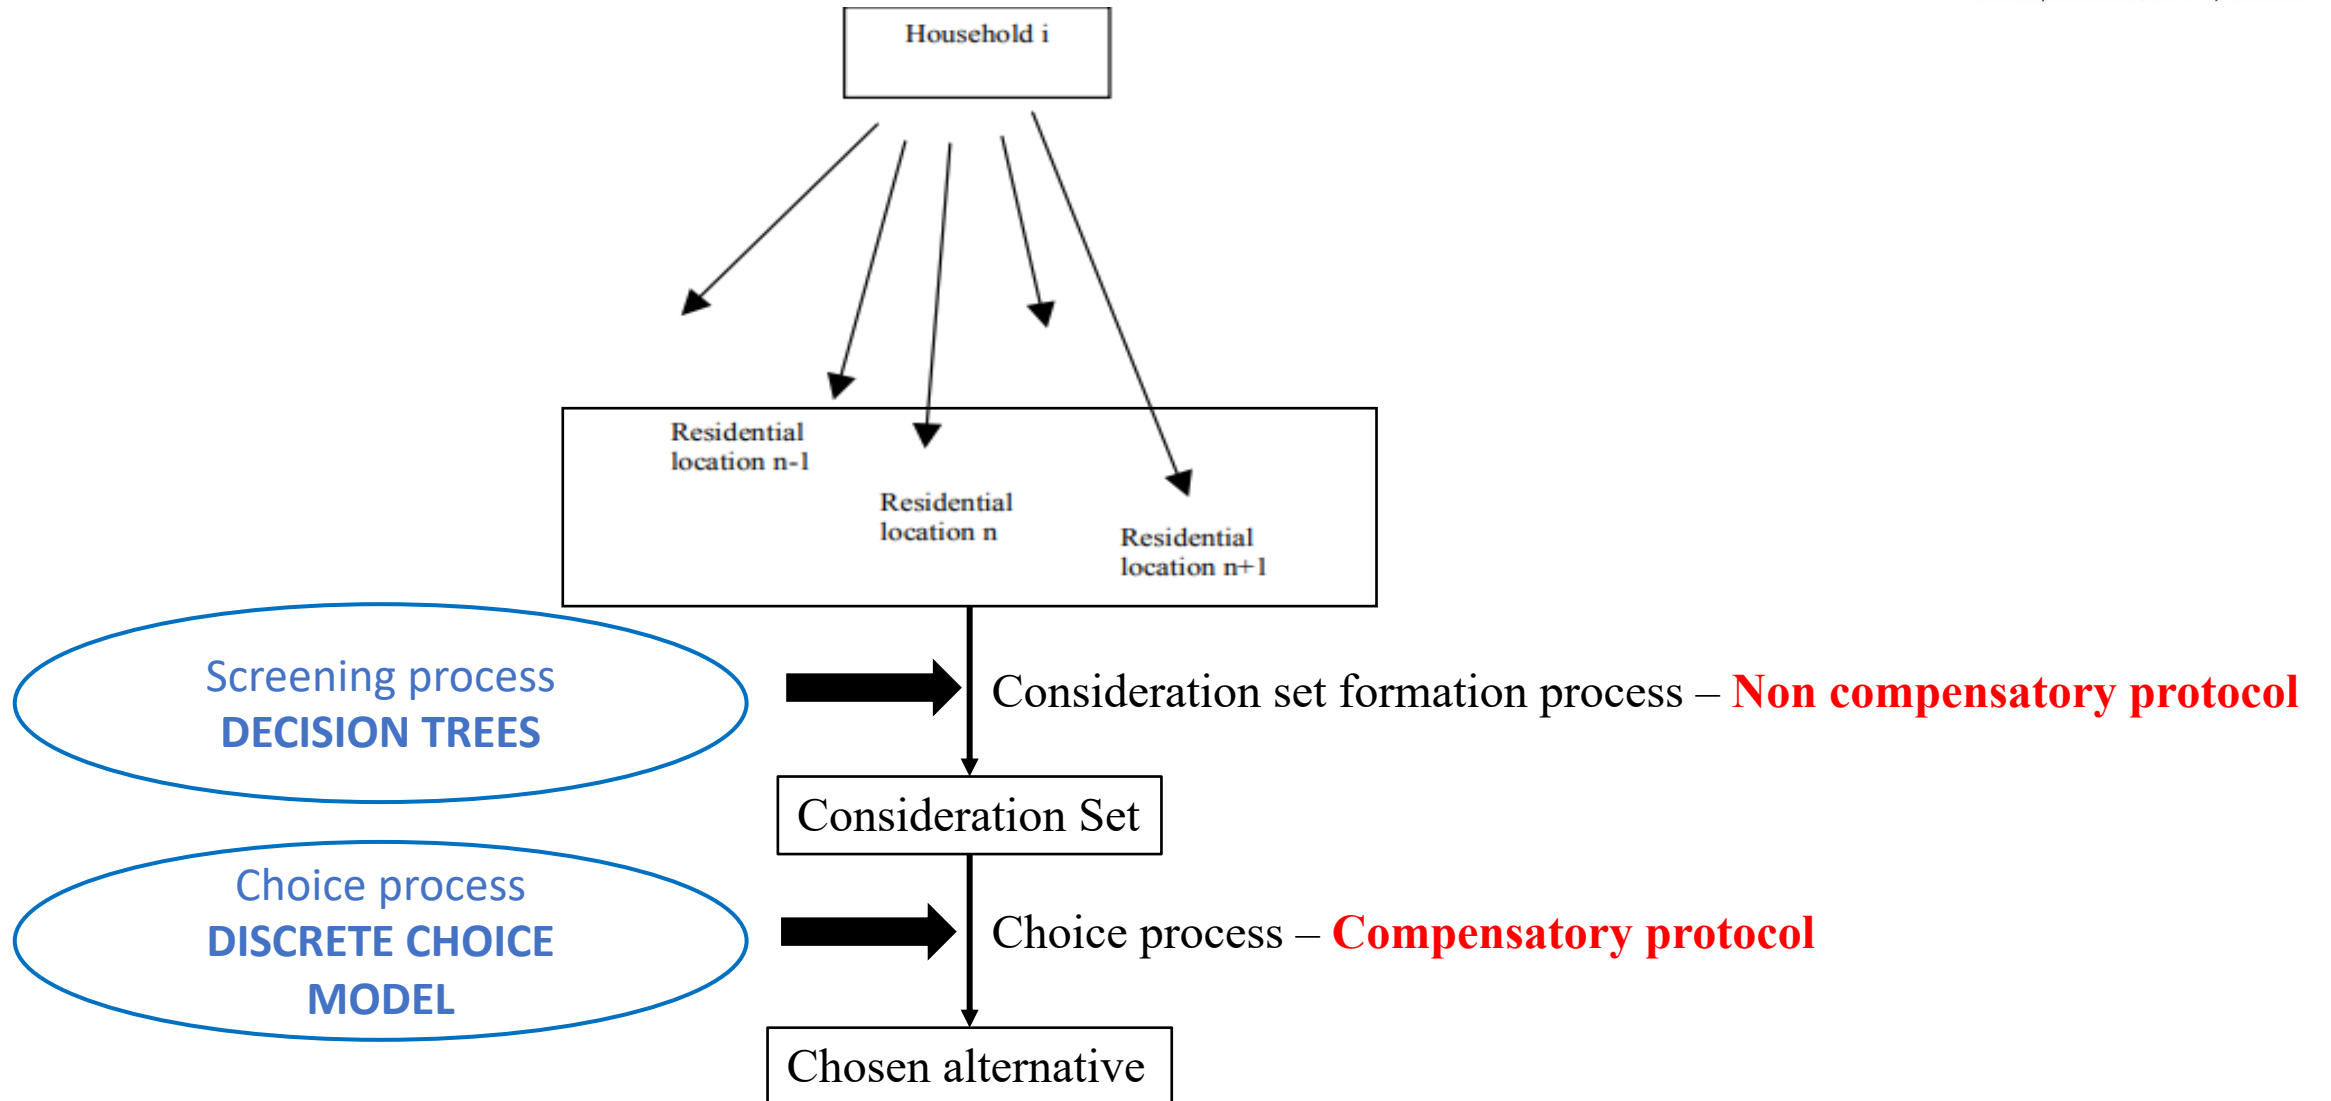 Household i
Residential
location n-1
Residential
location n
Residential
location n+1
Screening process
DECISION TREES
Consideration set formation process – Non compensatory protocol
Consideration Set
Choice process
DISCRETE CHOICE
MODEL
Choice process – Compensatory protocol
Chosen alternative